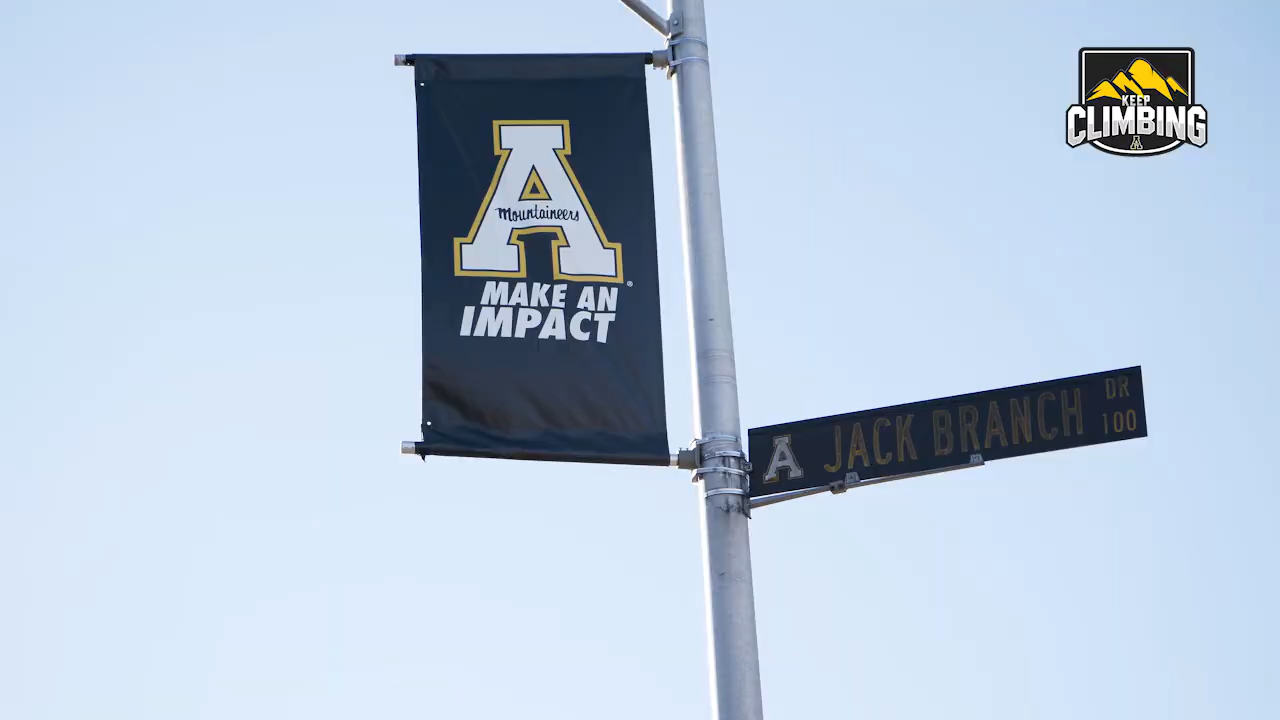 A
Mountaineers
®
MAKE AN
IMPACT
KEEP
CLIMBING
A
A JACK BRANCH DR
100